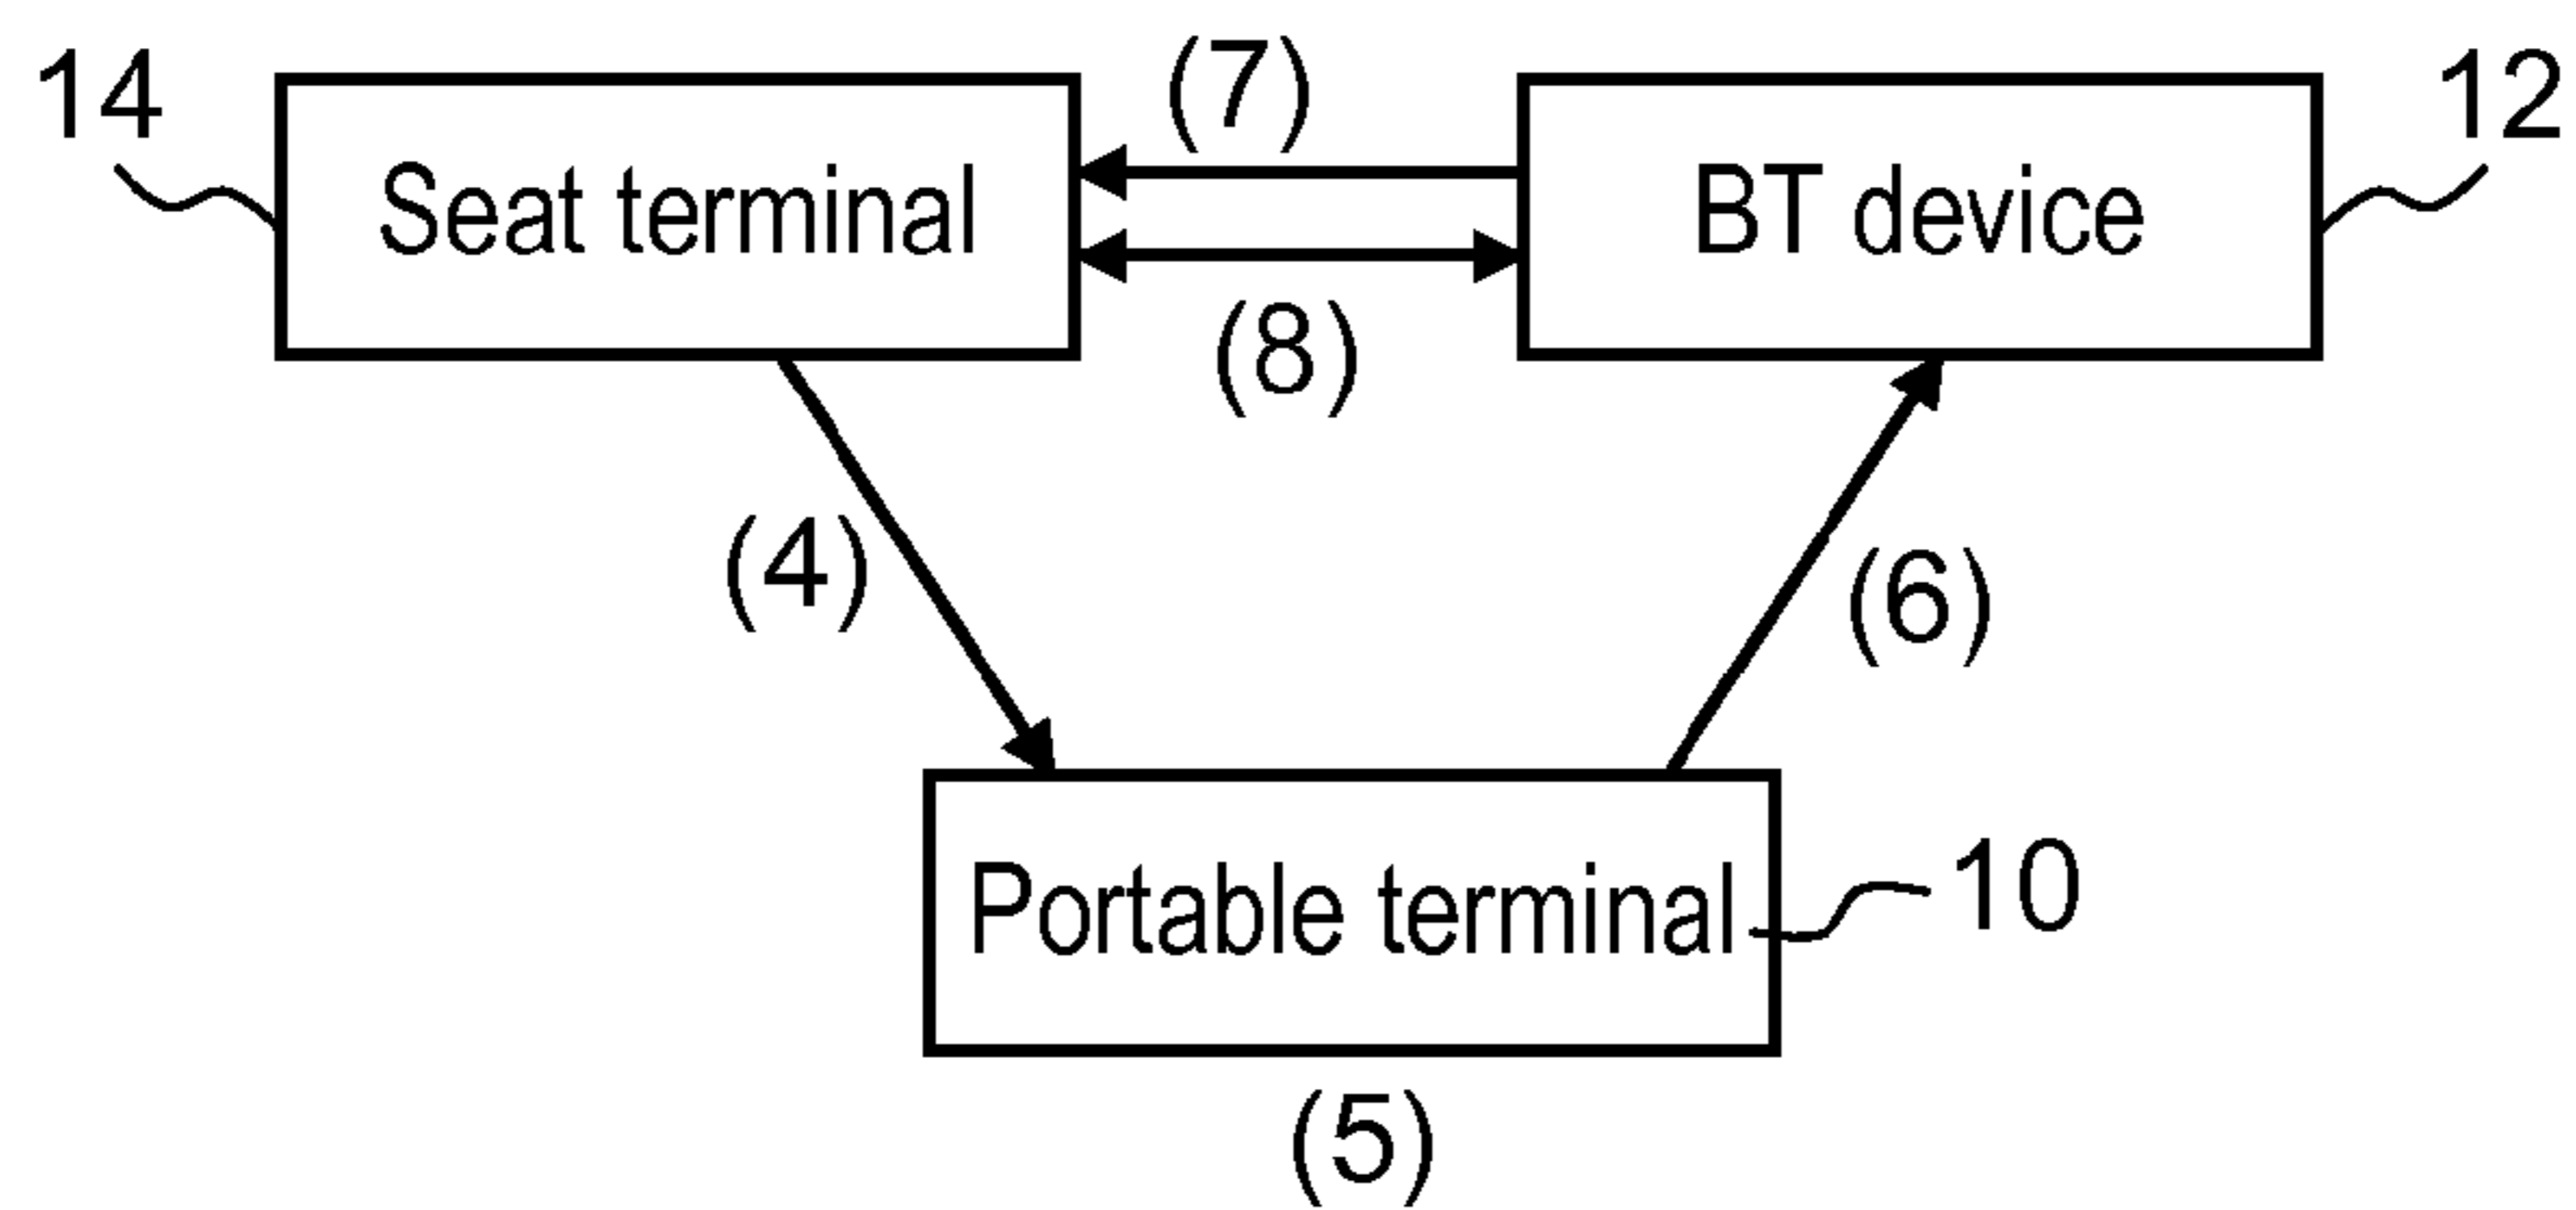 14
(7)
12
Seat terminal
BT device
(8)
(4)
(6)
Portable terminal
10
(5)